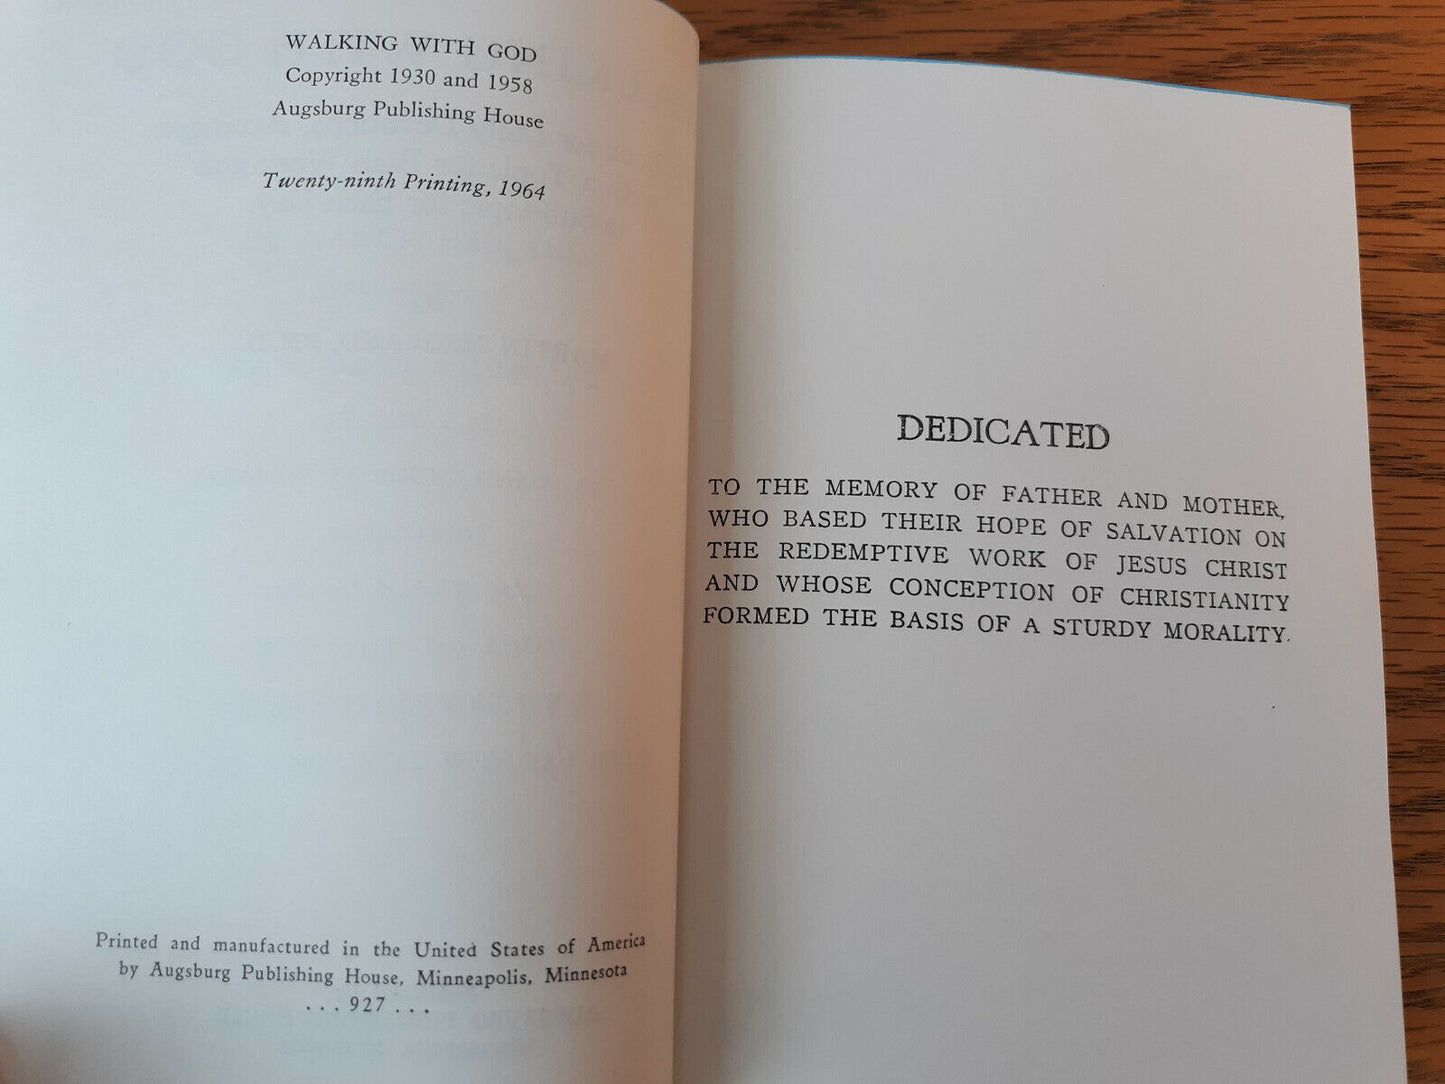 WALKING WITH GOD
Copyright 1930 and 1958
Augsburg Publishing House
Twenty-ninth Printing, 1964
Printed and manufactured in the United States of America
by Augsburg Publishing House, Minneapolis, Minnesota
...927...
DEDICATED
TO THE MEMORY OF FATHER AND MOTHER,
WHO BASED THEIR HOPE OF SALVATION ON
THE REDEMPTIVE WORK OF JESUS CHRIST
AND WHOSE CONCEPTION OF CHRISTIANITY
FORMED THE BASIS OF A STURDY MORALITY.